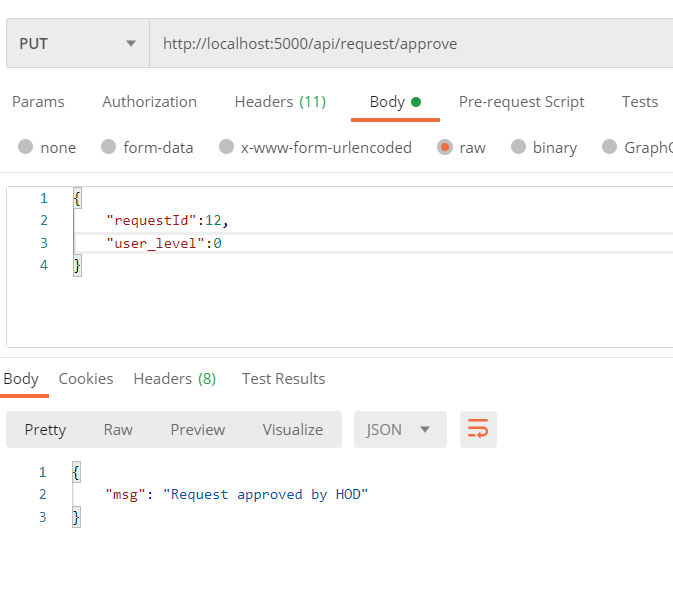 PUT http://localhost:5000/api/request/approve
Params Authorization Headers (11) Body Pre-request Script Tests
none form-data x-www-form-urlencoded raw binary Graph
1 {
2 "requestId":12,
3 "user_level":0
4 }
Body Cookies Headers (8) Test Results
Pretty Raw Preview Visualize JSON
1 {
2 "msg": "Request approved by HOD"
3 }